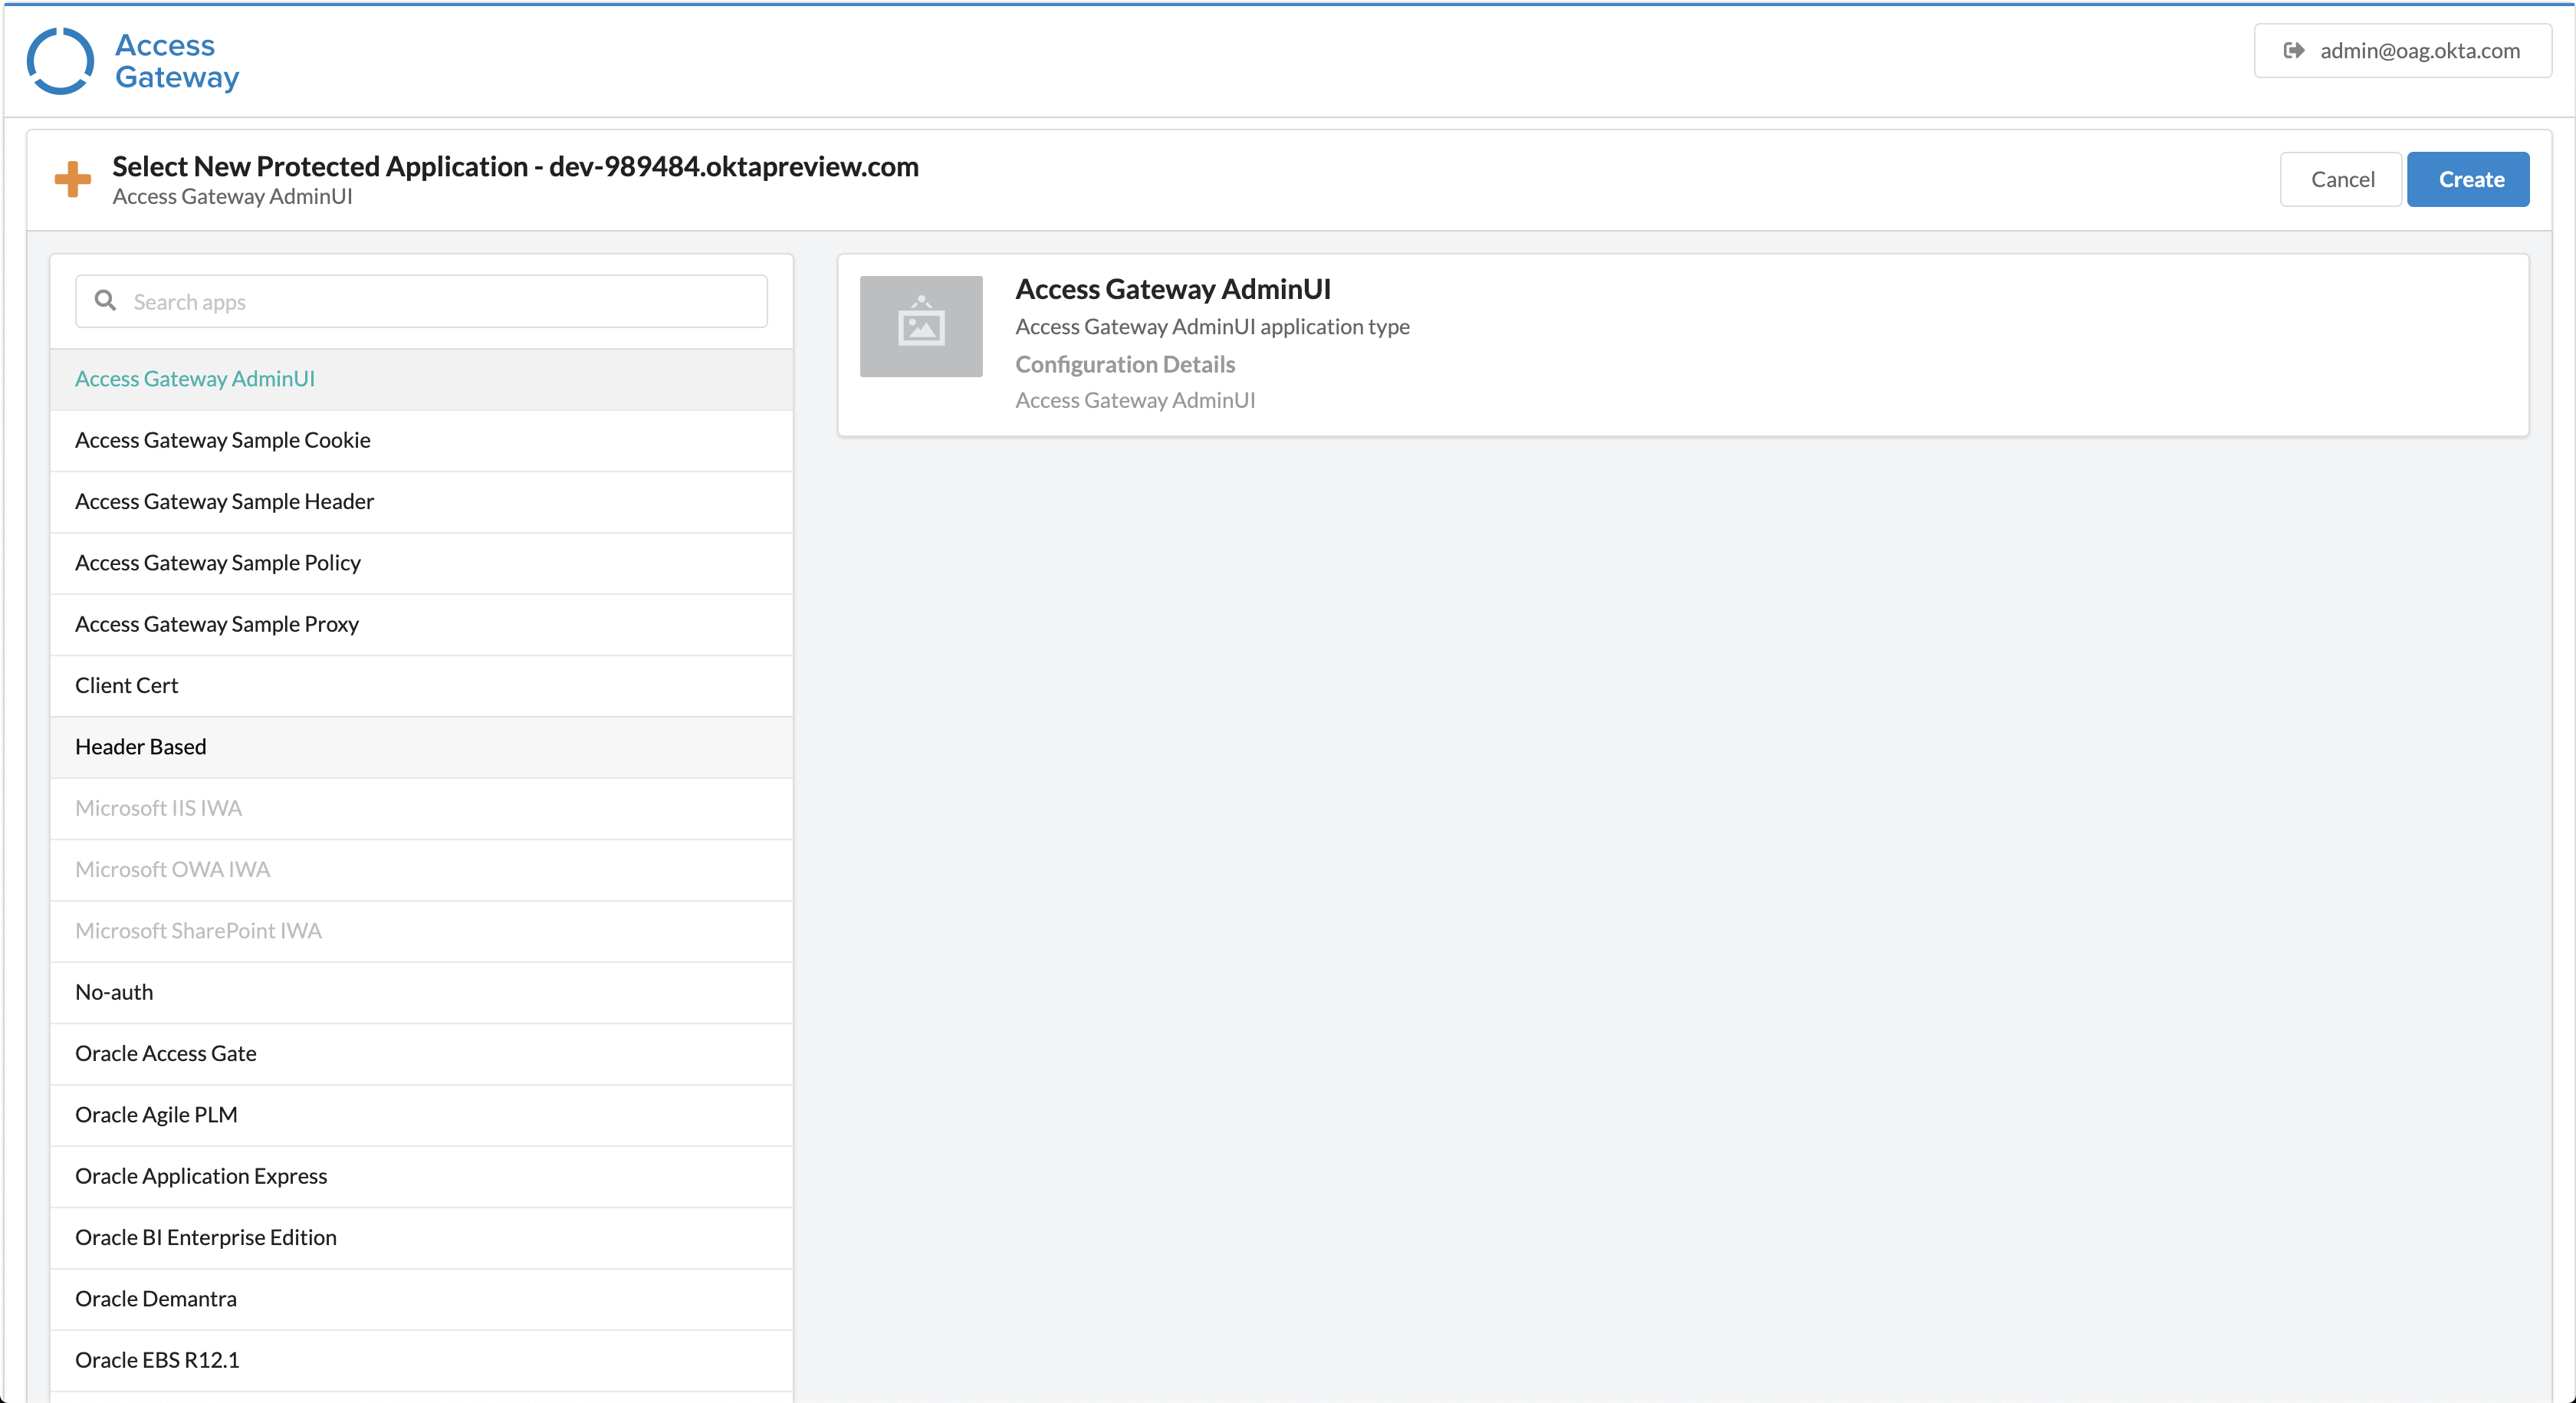 Access
Gateway
admin@oag.okta.com
Select New Protected Application - dev-989484.oktapreview.com
Access Gateway AdminUI
Cancel
Create
Search apps
Access Gateway AdminUI
Access Gateway Sample Cookie
Access Gateway Sample Header
Access Gateway Sample Policy
Access Gateway Sample Proxy
Client Cert
Header Based
Microsoft IIS IWA
Microsoft OWA IWA
Microsoft SharePoint IWA
No-auth
Oracle Access Gate
Oracle Agile PLM
Oracle Application Express
Oracle BI Enterprise Edition
Oracle Demantra
Oracle EBS R12.1
Access Gateway AdminUI
Access Gateway AdminUI application type
Configuration Details
Access Gateway AdminUI